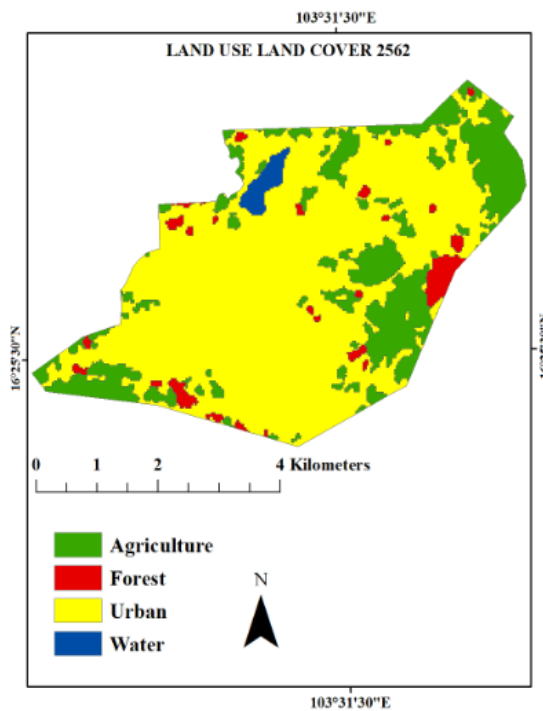 103°31'30"E
LAND USE LAND COVER 2562
16°25'30"N
0 1 2 4 Kilometers
Agriculture
Forest
Urban
Water
N
103°31'30"E